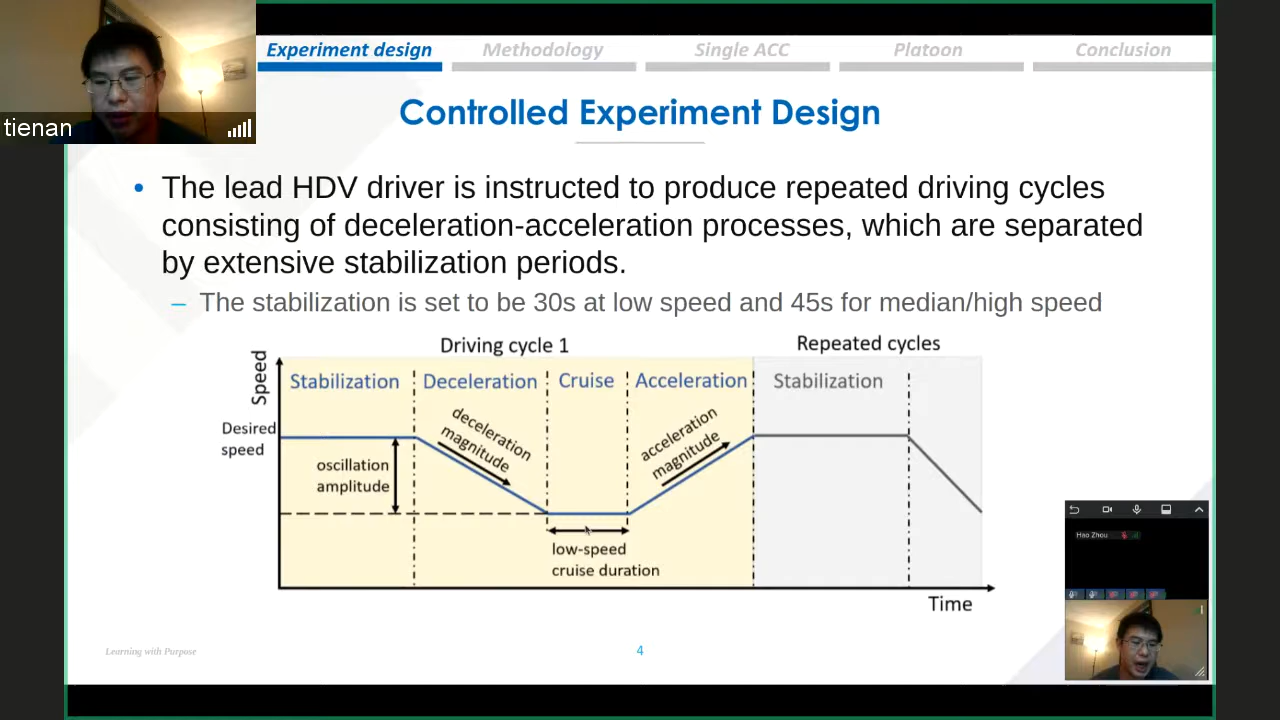 tienan
Experiment design
Methodology
Single ACC
Platoon
Conclusion
Controlled Experiment Design
• The lead HDV driver is instructed to produce repeated driving cycles
consisting of deceleration-acceleration processes, which are separated
by extensive stabilization periods.
– The stabilization is set to be 30s at low speed and 45s for median/high speed
Driving cycle 1
Repeated cycles
Speed
Stabilization
Deceleration
Cruise
Acceleration
Stabilization
Desired
speed
deceleration
magnitude
acceleration
magnitude
oscillation
amplitude
low-speed
cruise duration
Time
Hao Zhou
Learning with Purpose
4